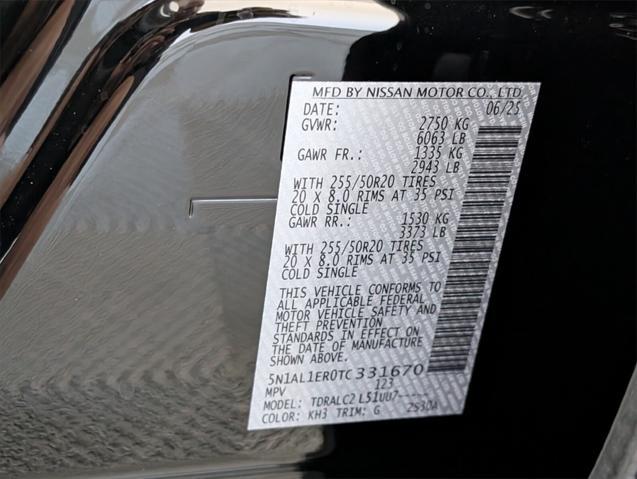 MFD BY NISSAN MOTOR CO., LTD.
DATE: 06/25
GVWR: 2750 KG
6063 LB
GAWR FR.: 1335 KG
2943 LB
WITH 255/50R20 TIRES
20 X 8.0 RIMS AT 35 PSI
COLD SINGLE
GAWR RR.: 1530 KG
3373 LB
WITH 255/50R20 TIRES
20 X 8.0 RIMS AT 35 PSI
COLD SINGLE
THIS VEHICLE CONFORMS TO
ALL APPLICABLE FEDERAL
MOTOR VEHICLE SAFETY AND
THEFT PREVENTION
STANDARDS IN EFFECT ON
THE DATE OF MANUFACTURE
SHOWN ABOVE.
5N1AL1ER0TC331670
MPV 123
MODEL: TDRALC2 L51UU7-----
COLOR: KH3 TRIM: G 2S30A